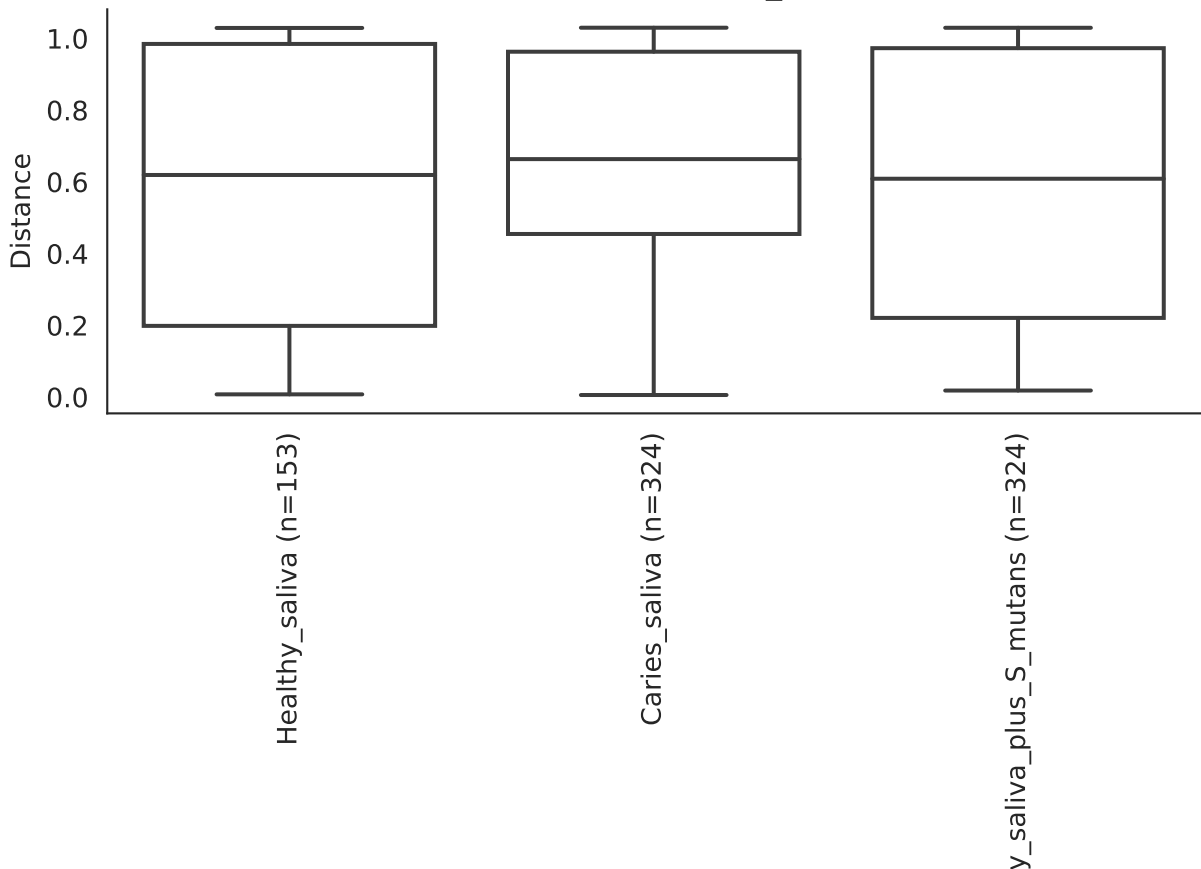 1.0
0.8
0.6
0.4
0.2
0.0
Distance
Healthy_saliva (n=153)
Caries_saliva (n=324)
y_saliva_plus_S_mutans (n=324)